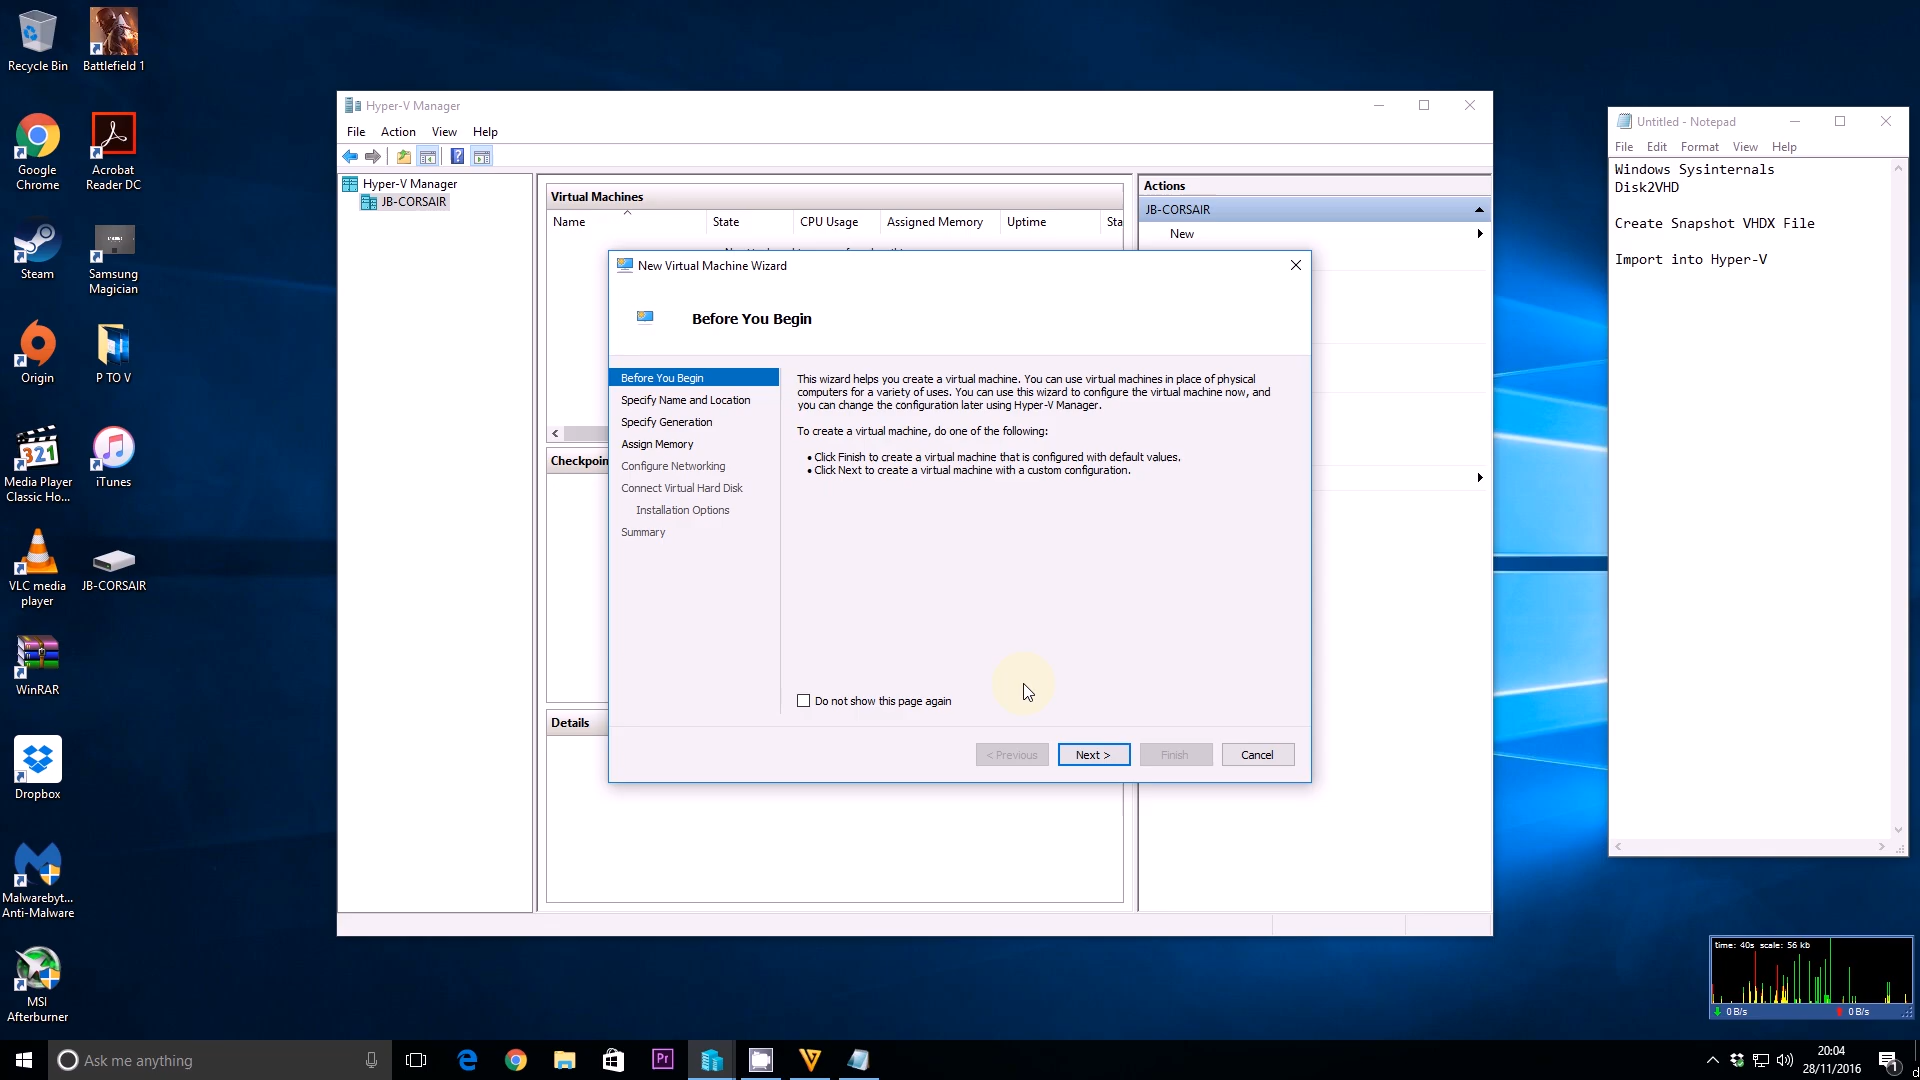 Recycle Bin
Battlefield 1
Google
Chrome
Acrobat
Reader DC
Steam
Samsung
Magician
Origin
P TO V
Media Player
Classic Ho...
iTunes
VLC media
player
JB-CORSAIR
WinRAR
Dropbox
Malwarebyt...
Anti-Malware
MSI
Afterburner
Hyper-V Manager
File Action View Help
Hyper-V Manager
JB-CORSAIR
Virtual Machines
Name State CPU Usage Assigned Memory Uptime Sta
Checkpoin
Details
Actions
JB-CORSAIR
New
New Virtual Machine Wizard
Before You Begin
Before You Begin
Specify Name and Location
Specify Generation
Assign Memory
Configure Networking
Connect Virtual Hard Disk
Installation Options
Summary
This wizard helps you create a virtual machine. You can use virtual machines in place of physical
computers for a variety of uses. You can use this wizard to configure the virtual machine now, and
you can change the configuration later using Hyper-V Manager.
To create a virtual machine, do one of the following:
• Click Finish to create a virtual machine that is configured with default values.
• Click Next to create a virtual machine with a custom configuration.
Do not show this page again
< Previous
Next >
Finish
Cancel
Untitled - Notepad
File Edit Format View Help
Windows Sysinternals
Disk2VHD
Create Snapshot VHDX File
Import into Hyper-V
time: 40s scale: 56 kb
0 B/s 0 B/s
Ask me anything
Pr
20:04
28/11/2016
1